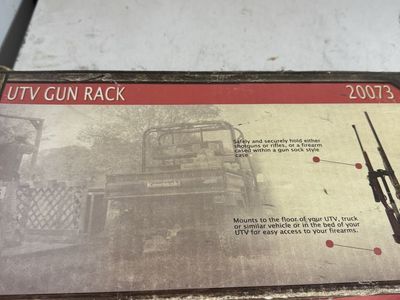 UTV GUN RACK 20073
Safely and securely hold either
shotguns or rifles, or a firearm
cased within a gun sock style
case
Mounts to the floor of your UTV, truck
or similar vehicle or in the bed of your
UTV for easy access to your firearms.